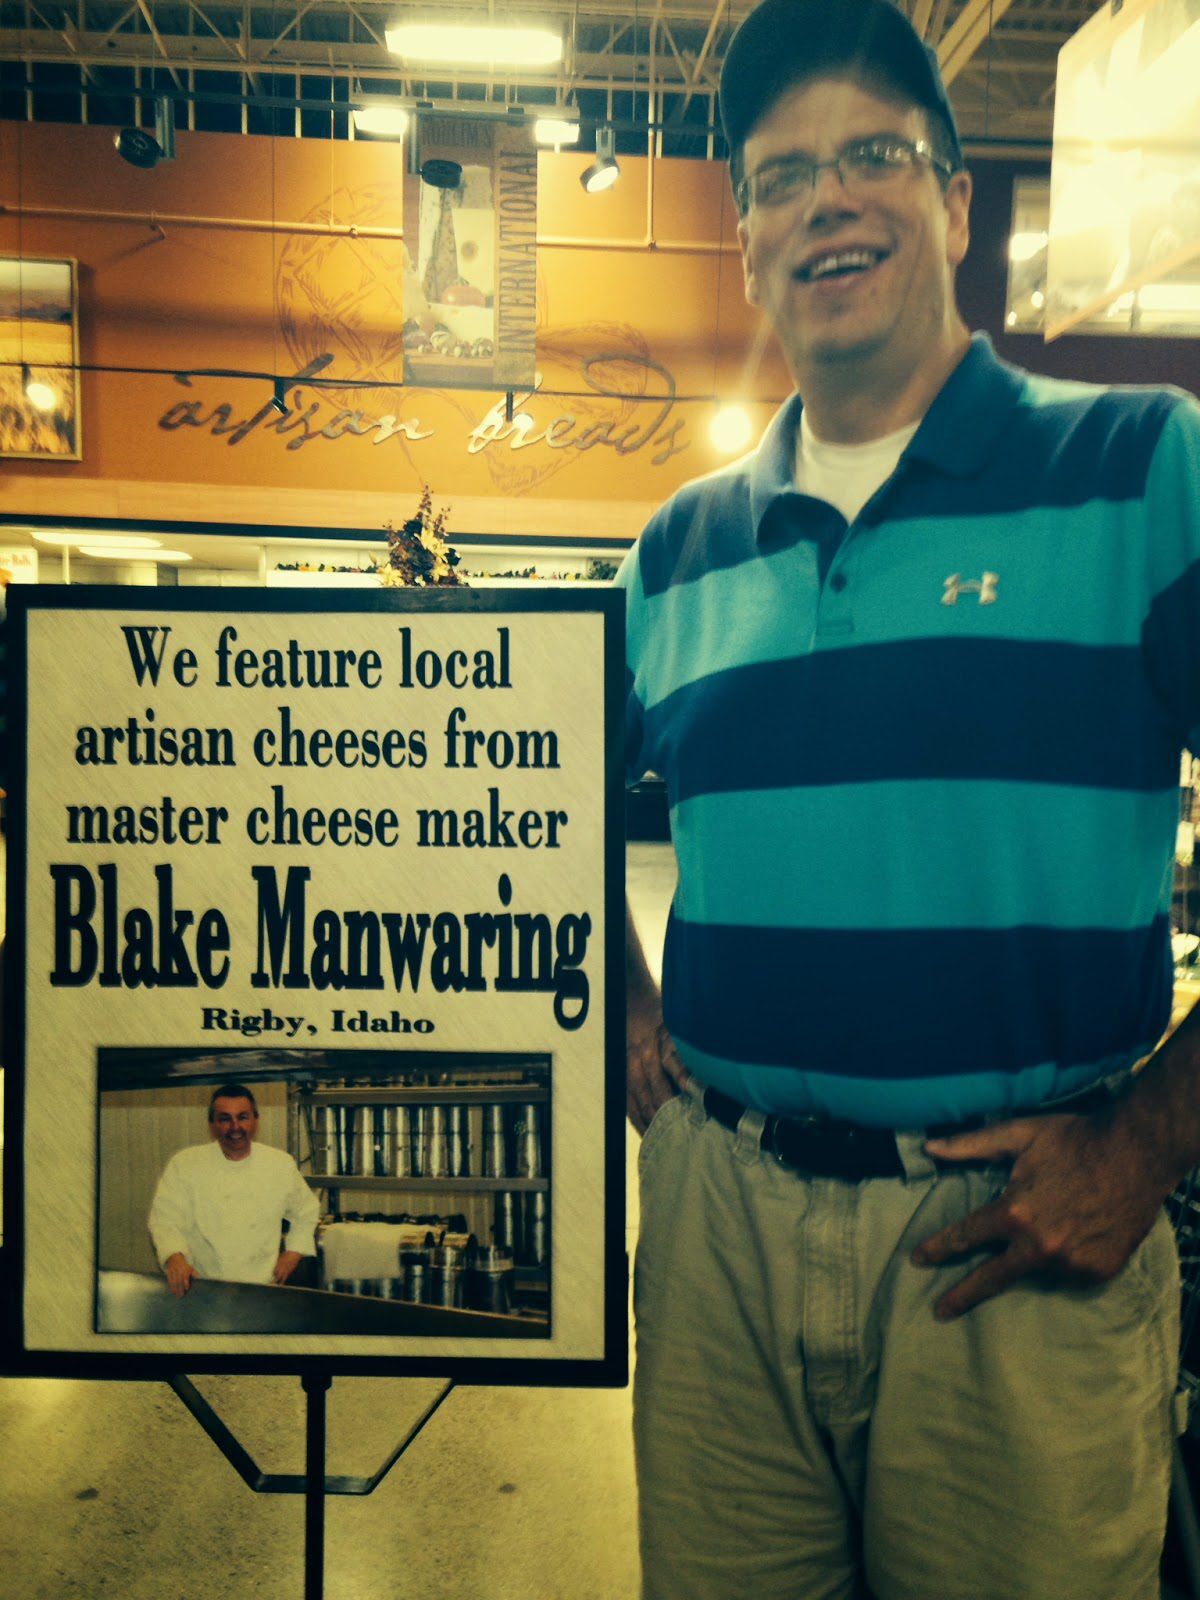 INTERNATIONAL
artisan breads
We feature local
artisan cheeses from
master cheese maker
Blake Manwaring
Rigby, Idaho